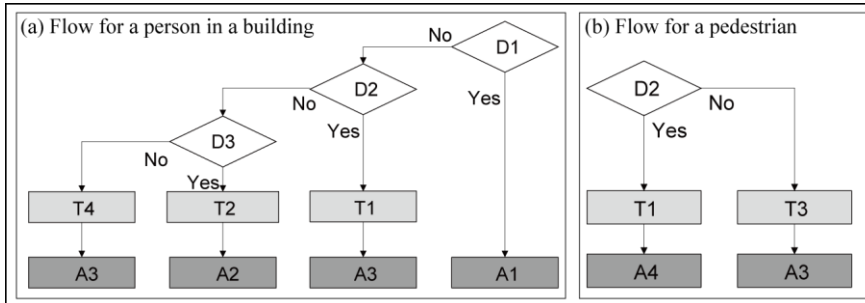 (a) Flow for a person in a building
(b) Flow for a pedestrian
No
D1
No
D2
Yes
D3
Yes
No
Yes
T4
T2
T1
A3
A2
A3
A1
D2
No
Yes
T1
T3
A4
A3